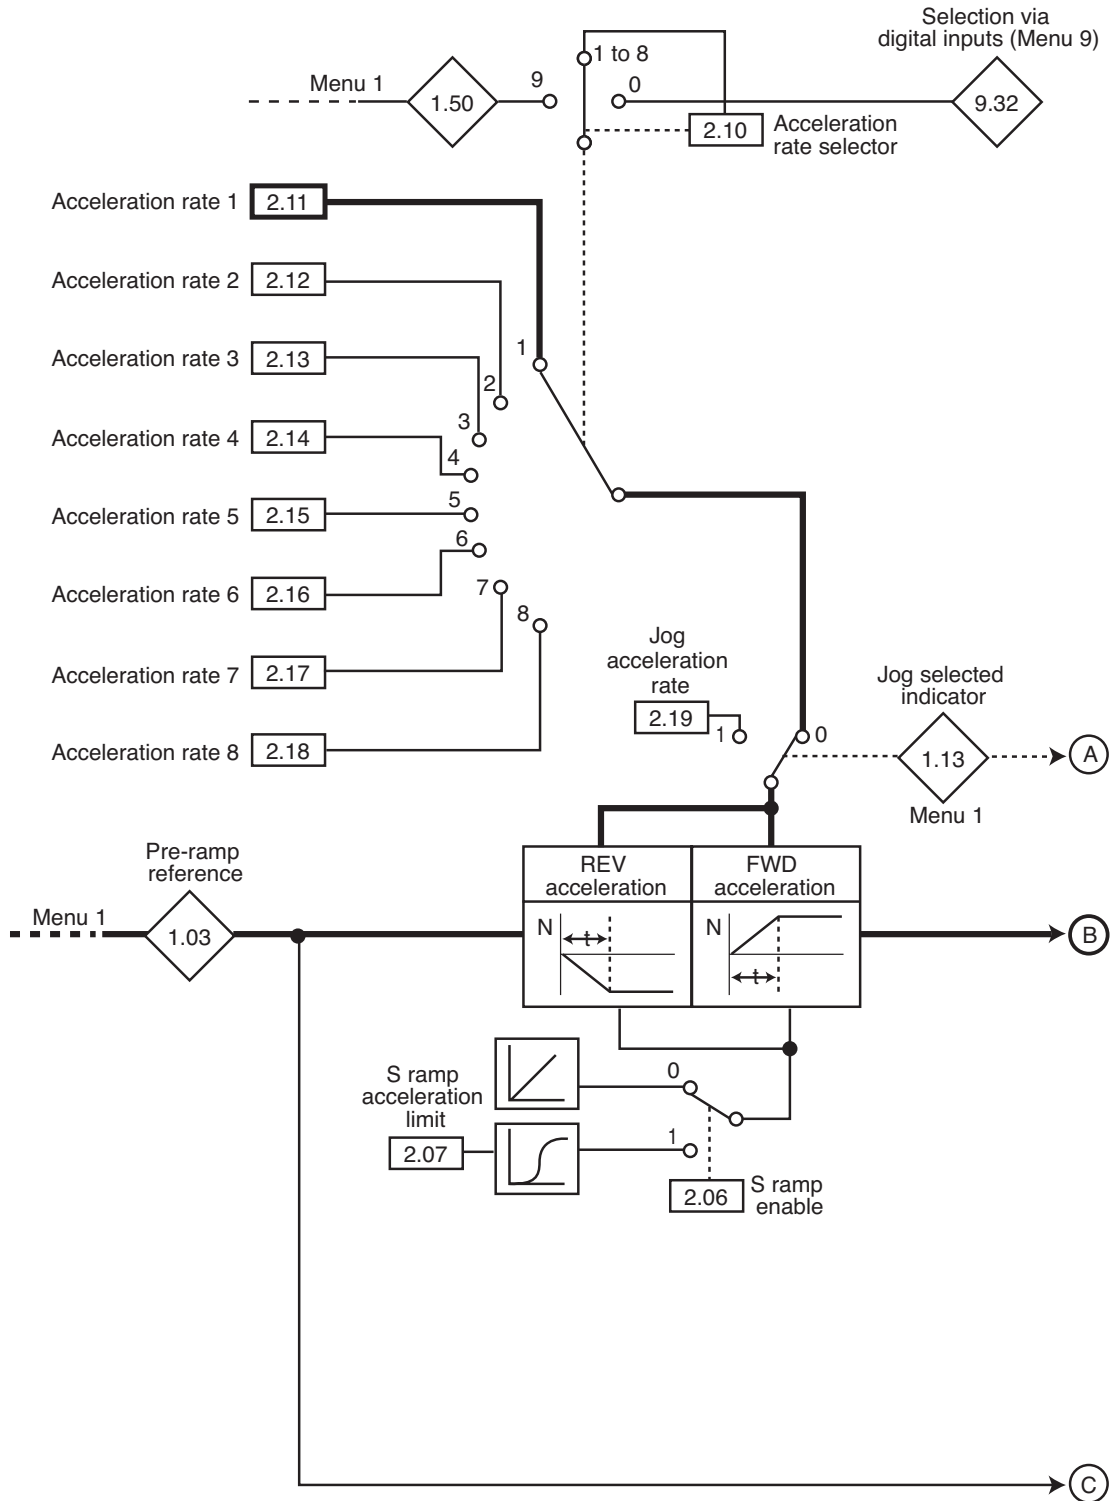 Selection via
digital inputs (Menu 9)
1 to 8
Menu 1
1.50
9
0
9.32
2.10
Acceleration
rate selector
Acceleration rate 1
2.11
Acceleration rate 2
2.12
Acceleration rate 3
2.13
1
2
3
Acceleration rate 4
2.14
4
Acceleration rate 5
2.15
5
6
Acceleration rate 6
2.16
7
8
Acceleration rate 7
2.17
Acceleration rate 8
2.18
Jog
acceleration
rate
2.19
1
0
Jog selected
indicator
1.13
Menu 1
A
Pre-ramp
reference
Menu 1
1.03
REV
acceleration
FWD
acceleration
N
t
N
t
B
S ramp
acceleration
limit
2.07
0
1
2.06
S ramp
enable
C